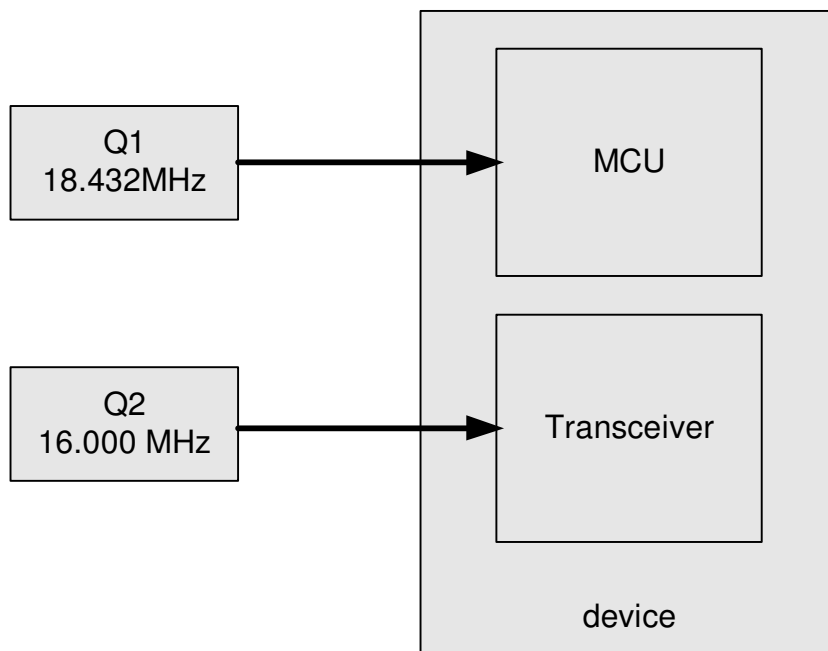 Q1
18.432MHz
MCU
Q2
16.000 MHz
Transceiver
device